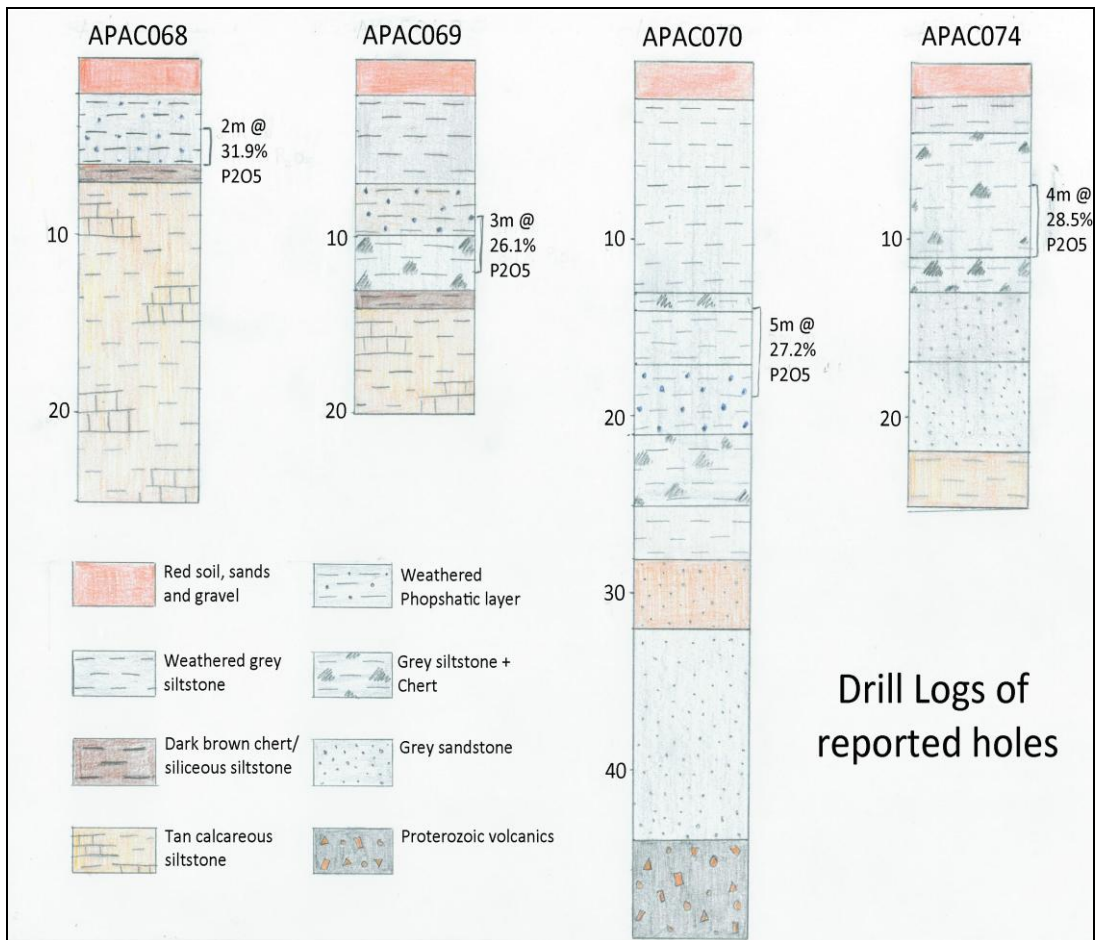 APAC068
APAC069
APAC070
APAC074
2m @
31.9%
P2O5
10
20
3m @
26.1%
P2O5
10
20
5m @
27.2%
P2O5
10
20
30
40
4m @
28.5%
P2O5
10
20
Red soil, sands
and gravel
Weathered grey
siltstone
Dark brown chert/
siliceous siltstone
Tan calcareous
siltstone
Weathered
Phopshatic layer
Grey siltstone +
Chert
Grey sandstone
Proterozoic volcanics
Drill Logs of
reported holes